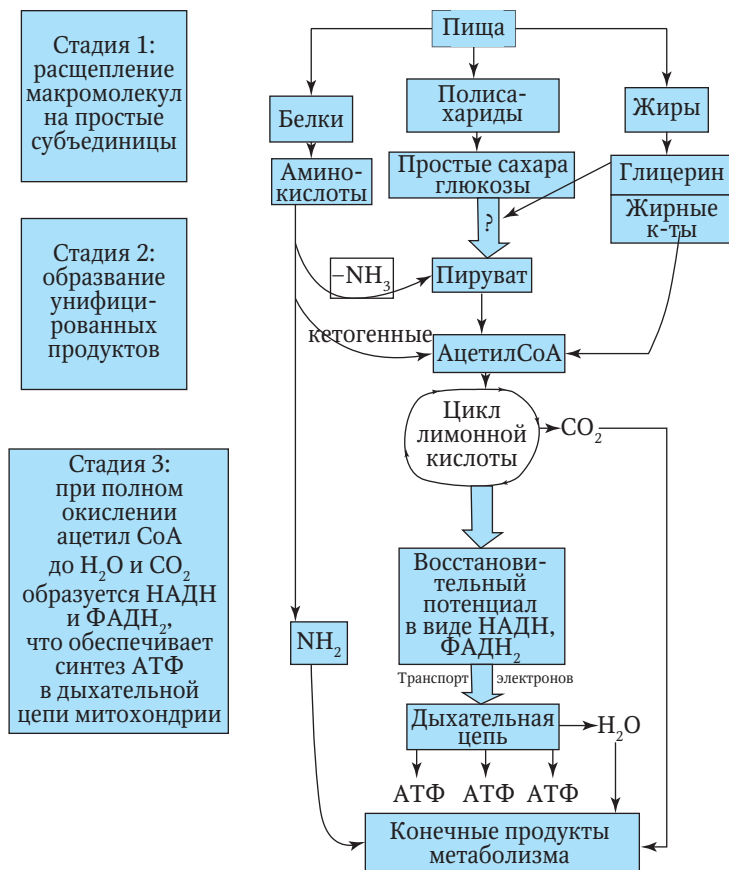 Стадия 1:
расщепление
макромолекул
на простые
субъединицы
Стадия 2:
образвание
унифици-
рованных
продуктов
Стадия 3:
при полном
окислении
ацетил СоА
до H₂O и CO₂
образуется НАДН
и ФАДН₂,
что обеспечивает
синтез АТФ
в дыхательной
цепи митохондрии
Пища
Белки
Полиса-
хариды
Жиры
Амино-
кислоты
Простые сахара
глюкозы
Глицерин
Жирные
к-ты
?
–NH₃
Пируват
кетогенные
АцетилСоА
Цикл
лимонной
кислоты
CO₂
Восстанови-
тельный
потенциал
в виде НАДН,
ФАДН₂
NH₂
Транспорт электронов
Дыхательная
цепь
H₂O
АТФ АТФ АТФ
Конечные продукты
метаболизма